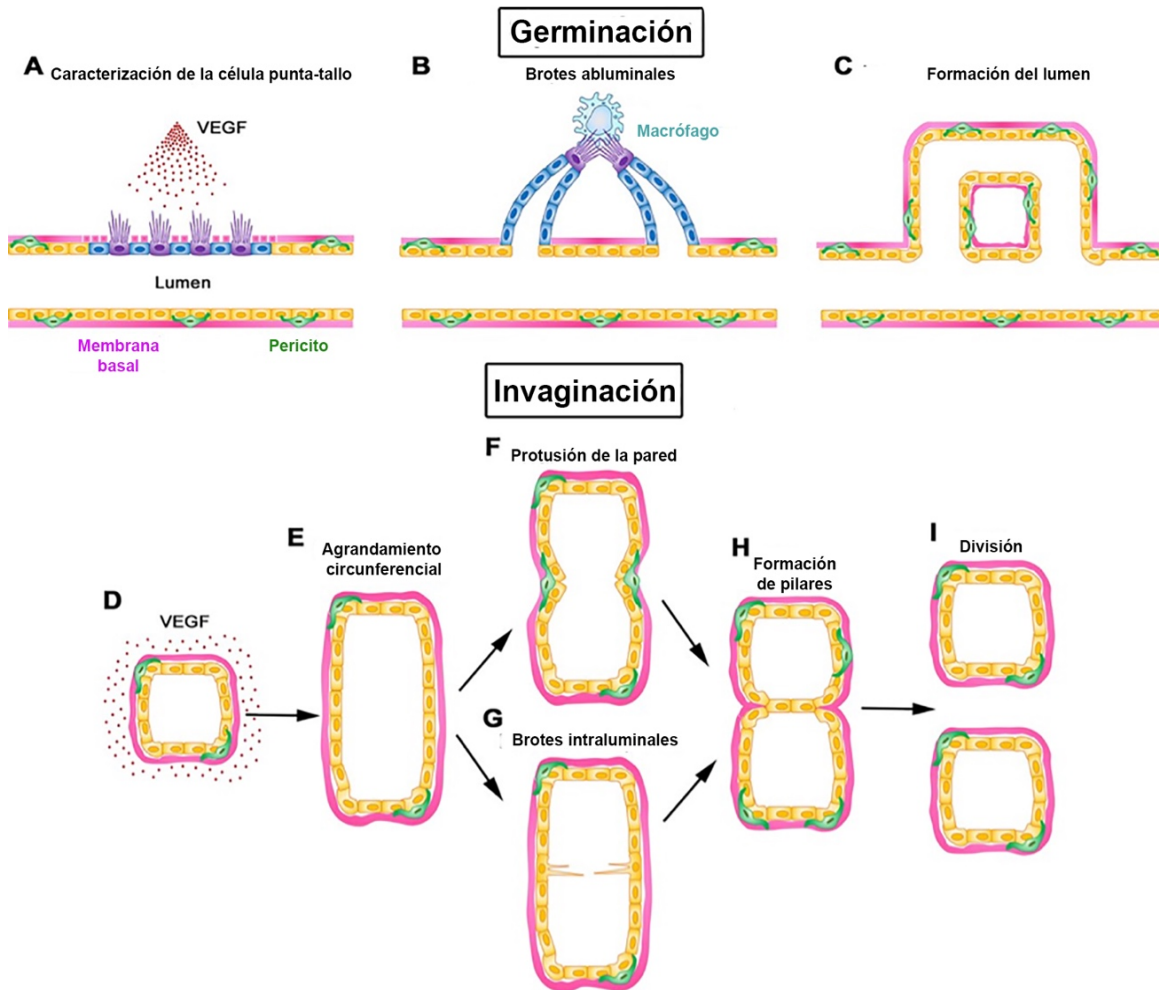 Germinación
A Caracterización de la célula punta-tallo
VEGF
Lumen
Membrana
basal
Pericito
B Brotes abluminales
Macrófago
C Formación del lumen
Invaginación
D
VEGF
E Agrandamiento
circunferencial
F Protusión de la pared
G
Brotes intraluminales
H Formación
de pilares
I División